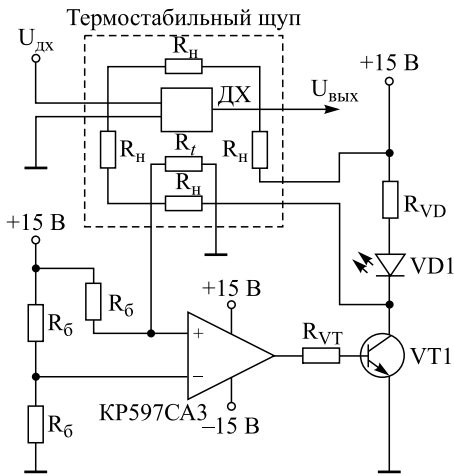 Термостабильный щуп
Uдх
Rн
+15 В
ДХ
Uвых
Rн
Rt
Rн
Rн
+15 В
RVD
Rб
+15 В
VD1
Rб
+
RVT
VT1
–
Rб
КР597СА3
–15 В